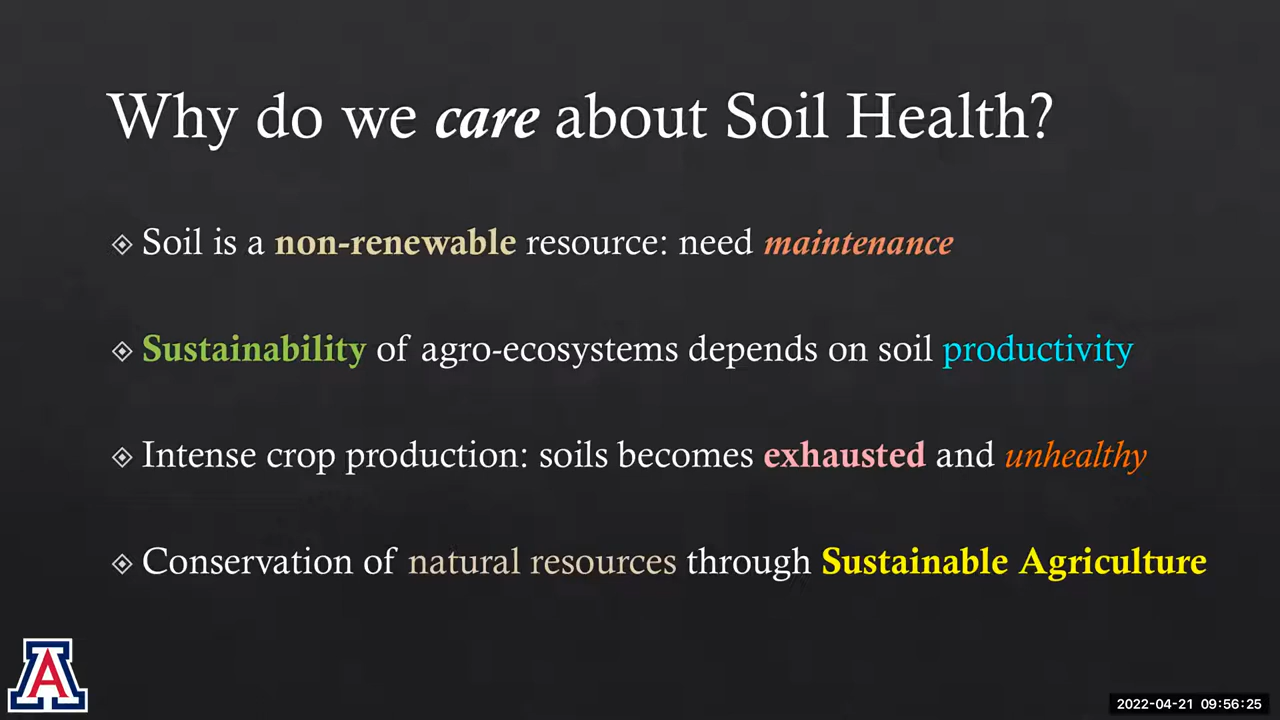 Why do we care about Soil Health?
Soil is a non-renewable resource: need maintenance
Sustainability of agro-ecosystems depends on soil productivity
Intense crop production: soils becomes exhausted and unhealthy
Conservation of natural resources through Sustainable Agriculture
A
2022-04-21 09:56:25